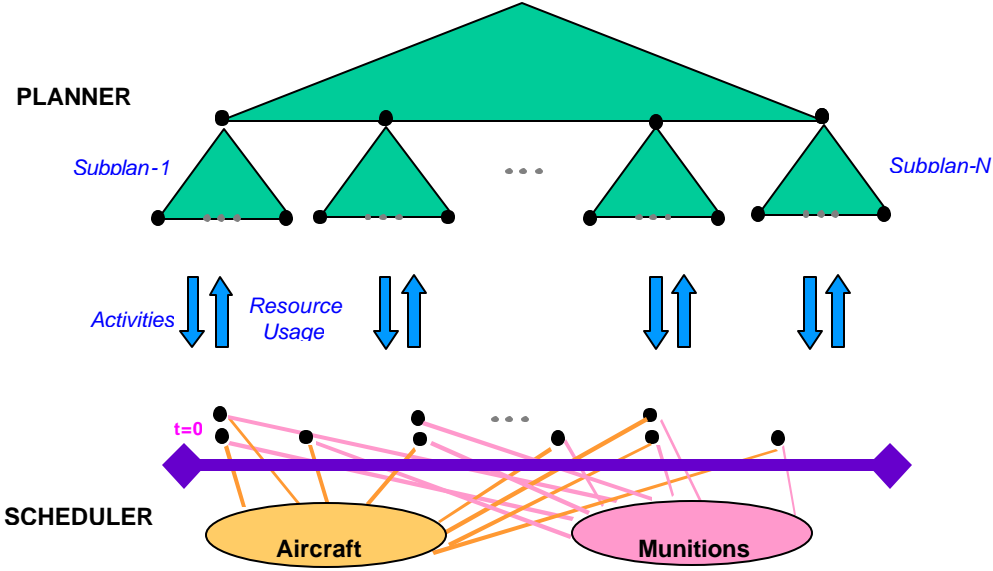 PLANNER
Subplan-1
Subplan-N
Activities
Resource
Usage
t=0
SCHEDULER
Aircraft
Munitions